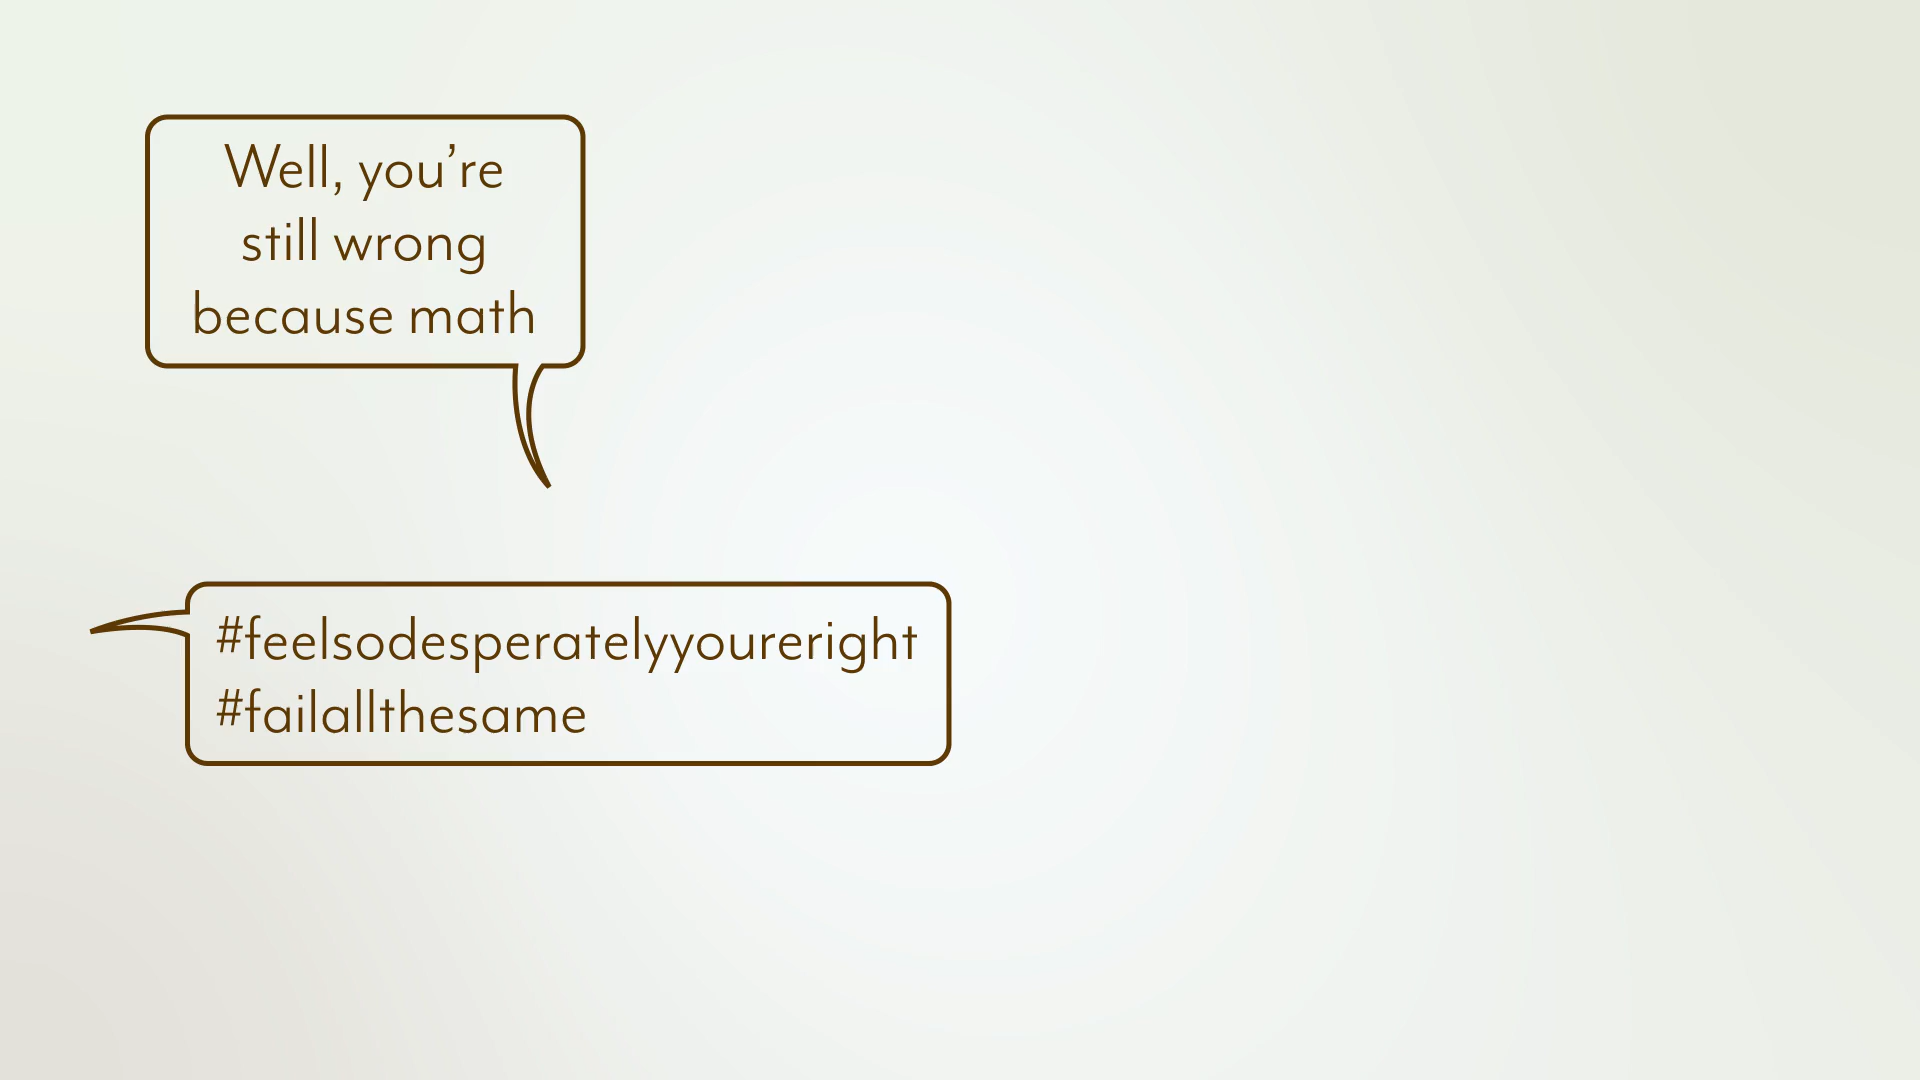 Well, you’re
still wrong
because math
#feelsodesperatelyyoureright
#failallthesame